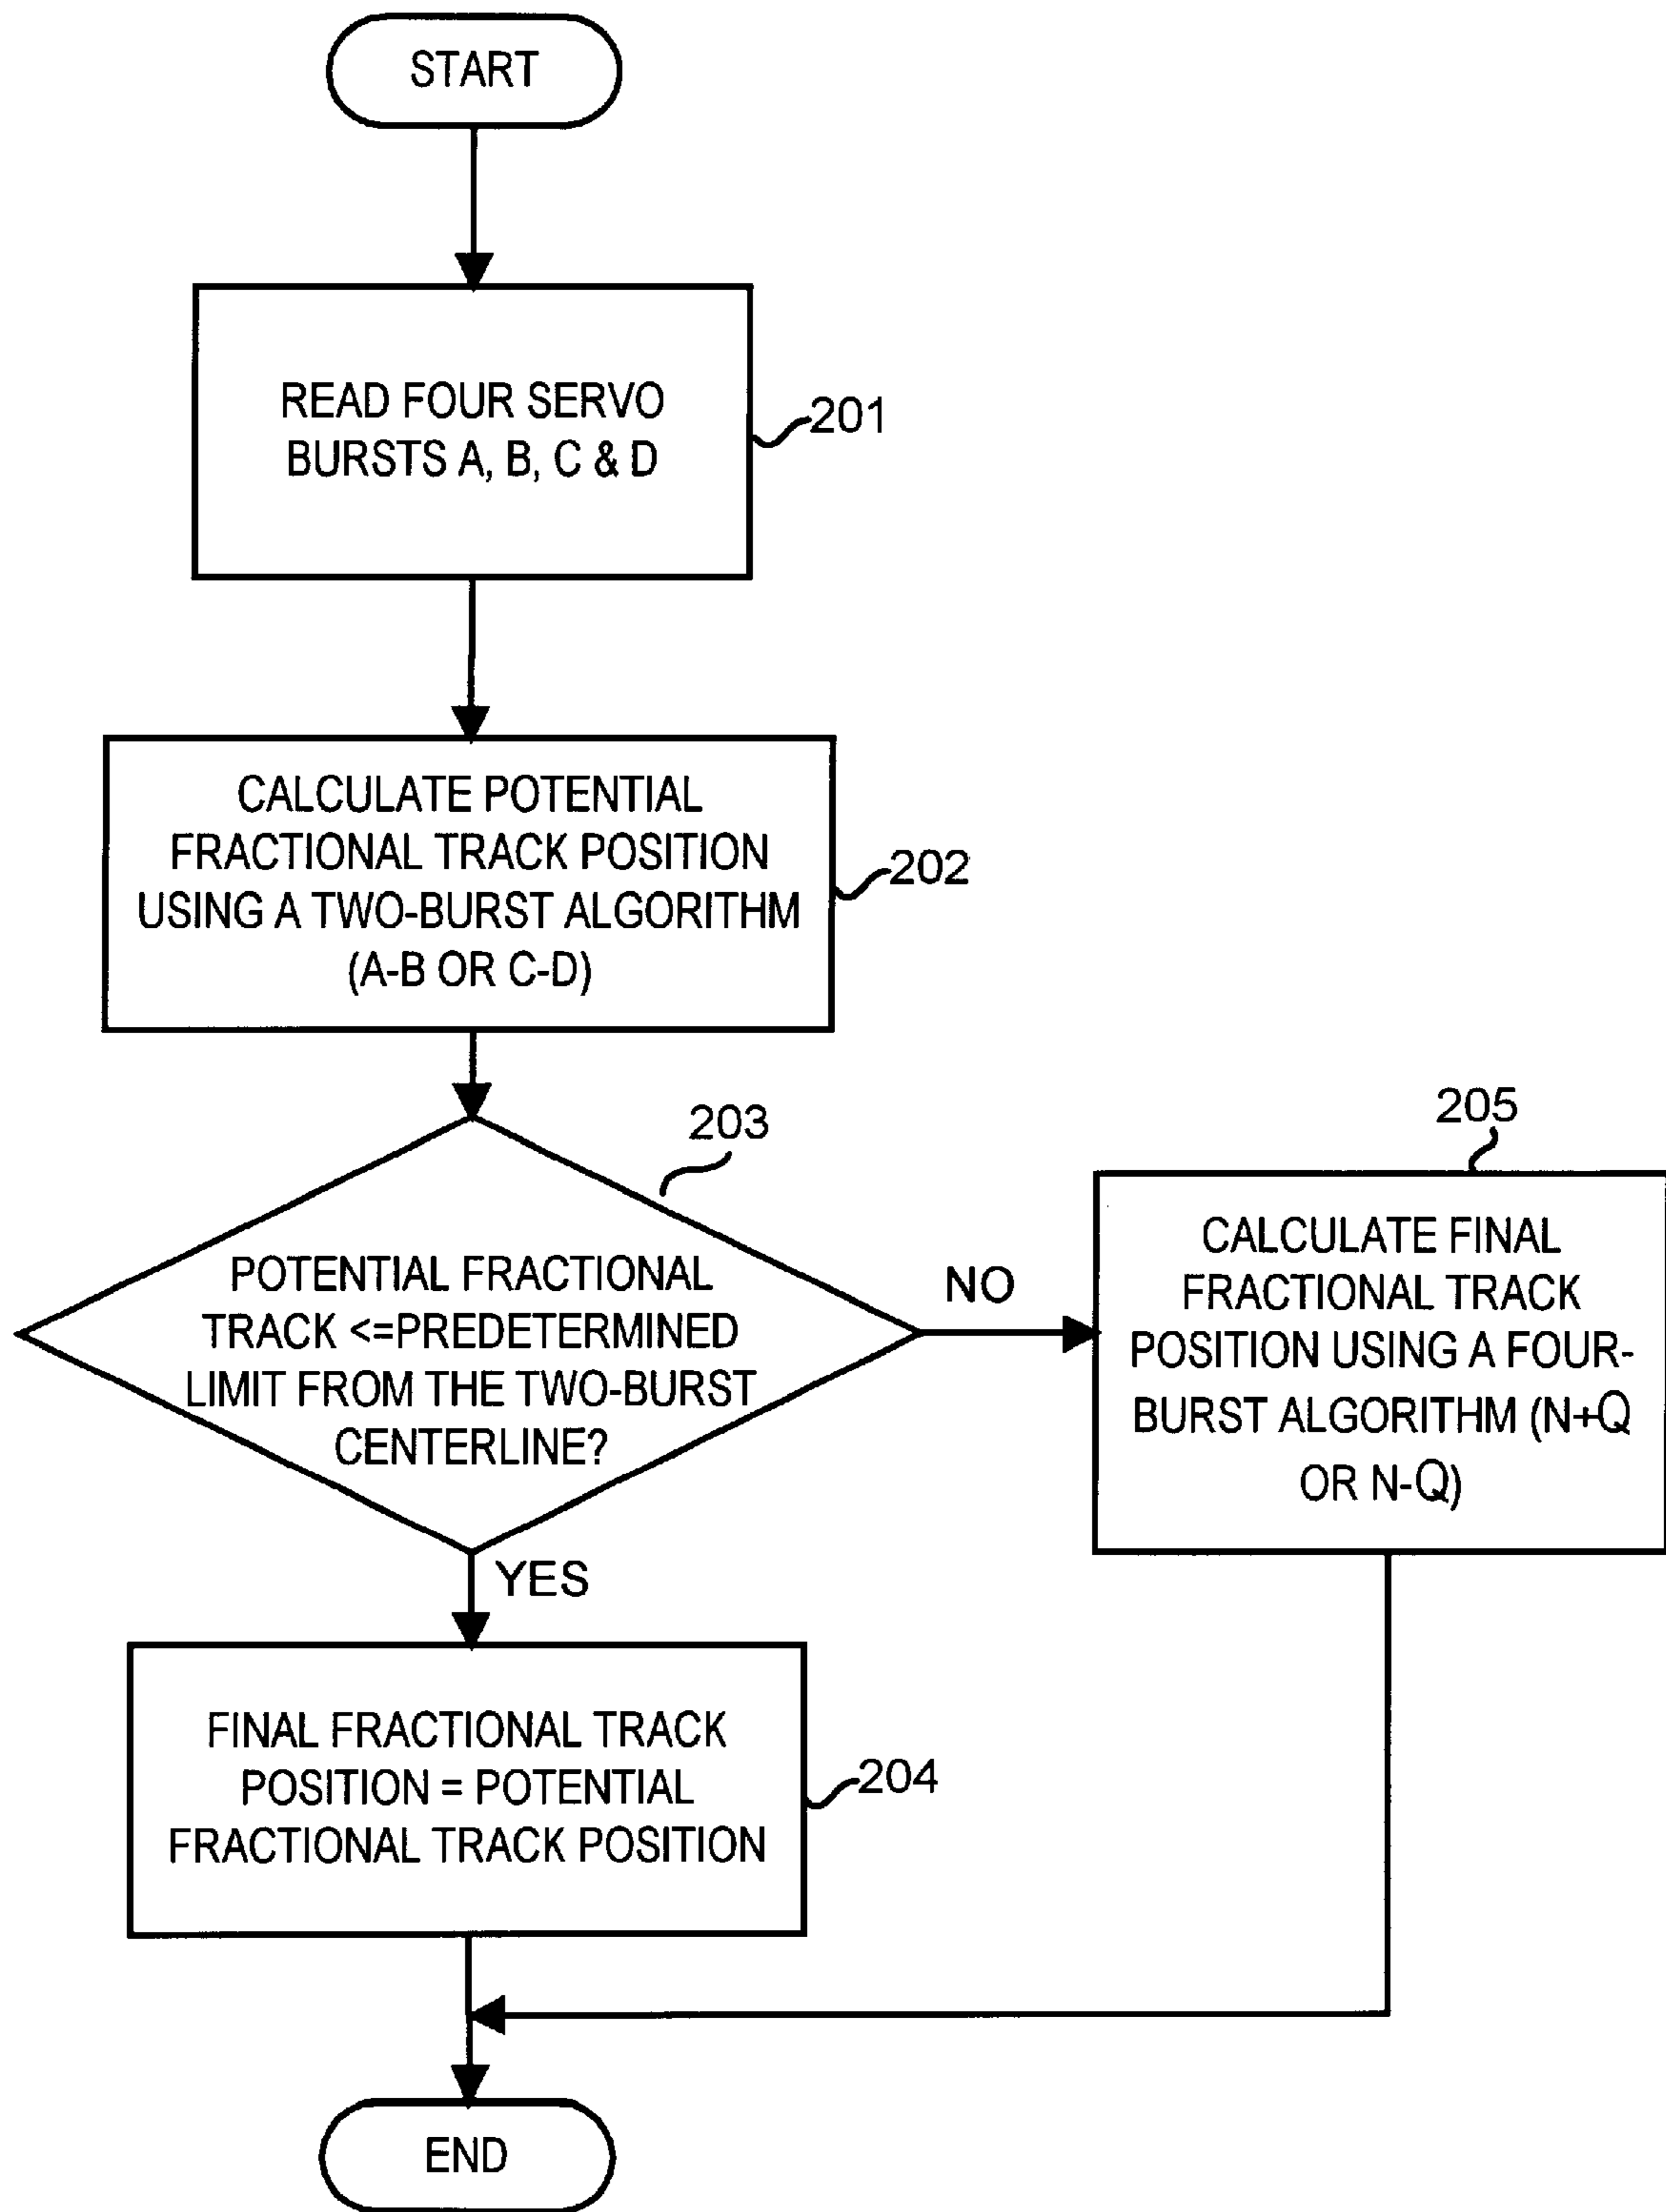 START
READ FOUR SERVO
BURSTS A, B, C & D
201
CALCULATE POTENTIAL
FRACTIONAL TRACK POSITION
USING A TWO-BURST ALGORITHM
(A-B OR C-D)
202
203
POTENTIAL FRACTIONAL
TRACK <=PREDETERMINED
LIMIT FROM THE TWO-BURST
CENTERLINE?
NO
205
CALCULATE FINAL
FRACTIONAL TRACK
POSITION USING A FOUR-
BURST ALGORITHM (N+Q
OR N-Q)
YES
FINAL FRACTIONAL TRACK
POSITION = POTENTIAL
FRACTIONAL TRACK POSITION
204
END